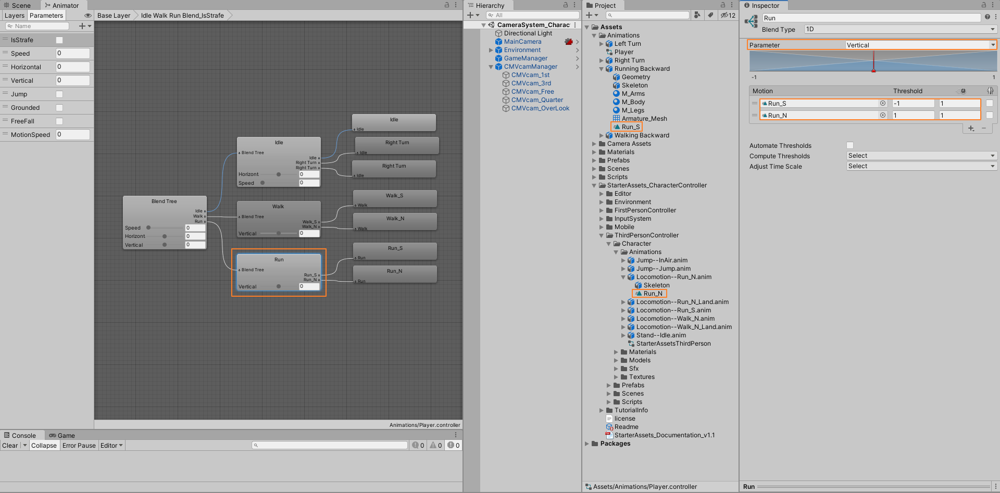 Scene
Animator
Layers
Parameters
Base Layer
Idle Walk Run Blend_IsStrafe
Name
IsStrafe
Speed 0
Horizontal 0
Vertical 0
Jump
Grounded
FreeFall
MotionSpeed 0
Blend Tree
Idle
Walk
Run
Speed 0
Horizont 0
Vertical 0
Idle
Blend Tree
Idle
Right Turn
Right Turn
Horizont 0
Speed 0
Walk
Blend Tree
Walk_S
Walk_N
Vertical 0
Run
Blend Tree
Run_S
Run_N
Vertical 0
Idle
Idle
Right Turn
Idle
Right Turn
Idle
Walk_S
Walk
Walk_N
Walk
Run_S
Run
Run_N
Run
Animations/Player.controller
Console
Game
Clear
Collapse
Error Pause
Editor
0
0
0
Hierarchy
All
CameraSystem_Charac
Directional Light
MainCamera
Environment
GameManager
CMVcamManager
CMVcam_1st
CMVcam_3rd
CMVcam_Free
CMVcam_Quarter
CMVcam_OverLook
Project
12
Assets
Animations
Left Turn
Player
Right Turn
Running Backward
Geometry
Skeleton
M_Arms
M_Body
M_Legs
Armature_Mesh
Run_S
Walking Backward
Camera Assets
Materials
Prefabs
Scenes
Scripts
StarterAssets_CharacterController
Editor
Environment
FirstPersonController
InputSystem
Mobile
ThirdPersonController
Character
Animations
Jump--InAir.anim
Jump--Jump.anim
Locomotion--Run_N.anim
Skeleton
Run_N
Locomotion--Run_N_Land.anim
Locomotion--Run_S.anim
Locomotion--Walk_N.anim
Locomotion--Walk_N_Land.anim
Stand--Idle.anim
StarterAssetsThirdPerson
Materials
Models
Sfx
Textures
Prefabs
Scenes
Scripts
TutorialInfo
license
Readme
StarterAssets_Documentation_v1.1
Packages
Assets/Animations/Player.controller
Inspector
Run
Blend Type 1D
Parameter Vertical
-1 1
Motion Threshold
Run_S -1 1
Run_N 1 1
Automate Thresholds
Compute Thresholds Select
Adjust Time Scale Select
Run